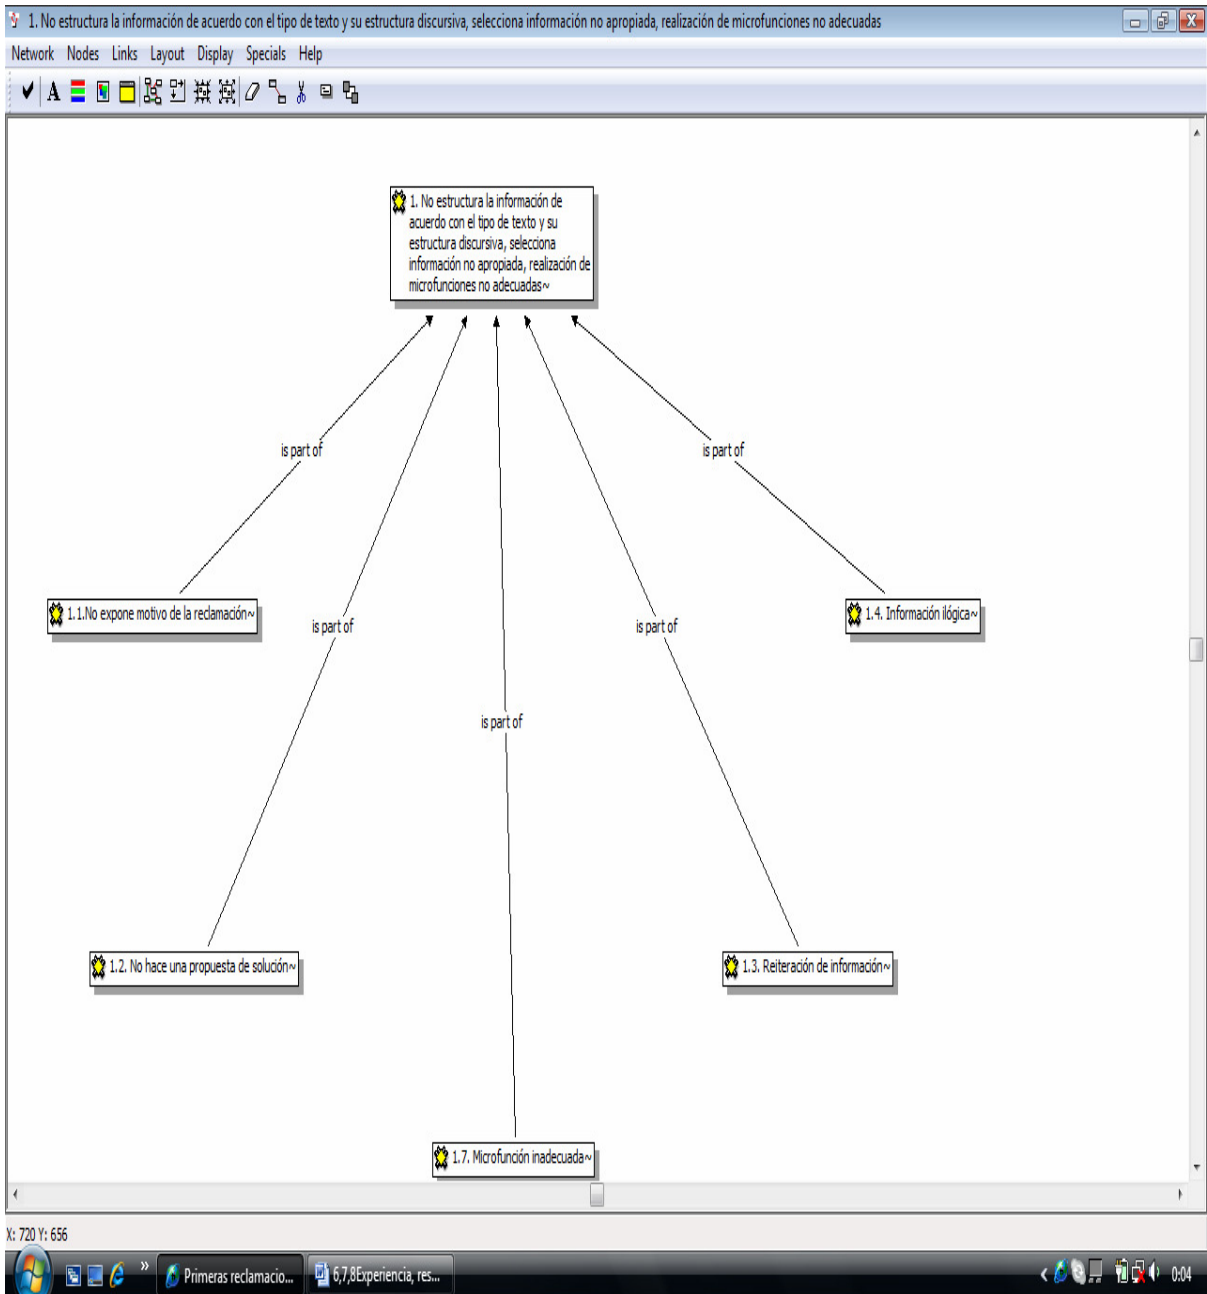 1. No estructura la información de acuerdo con el tipo de texto y su estructura discursiva, selecciona información no apropiada, realización de microfunciones no adecuadas
Network Nodes Links Layout Display Specials Help
1. No estructura la información de
acuerdo con el tipo de texto y su
estructura discursiva, selecciona
información no apropiada, realización de
microfunciones no adecuadas~
is part of
is part of
1.1.No expone motivo de la reclamación~
1.4. Información ilógica~
is part of
is part of
is part of
1.2. No hace una propuesta de solución~
1.3. Reiteración de información~
1.7. Microfunción inadecuada~
X: 720 Y: 656
Primeras reclamacio...
6,7,8Experiencia, res...
0:04